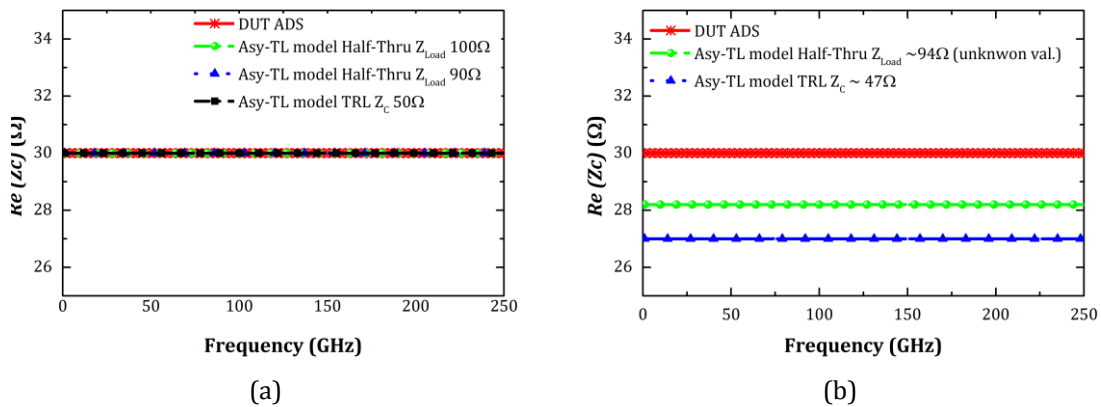 DUT ADS
Asy-TL model Half-Thru Z_Load 100Ω
Asy-TL model Half-Thru Z_Load 90Ω
Asy-TL model TRL Z_C 50Ω
34
32
30
28
26
Re (Zc) (Ω)
0 50 100 150 200 250
Frequency (GHz)
(a)
DUT ADS
Asy-TL model Half-Thru Z_Load ~94Ω (unknwon val.)
Asy-TL model TRL Z_C ~ 47Ω
34
32
30
28
26
Re (Zc) (Ω)
0 50 100 150 200 250
Frequency (GHz)
(b)